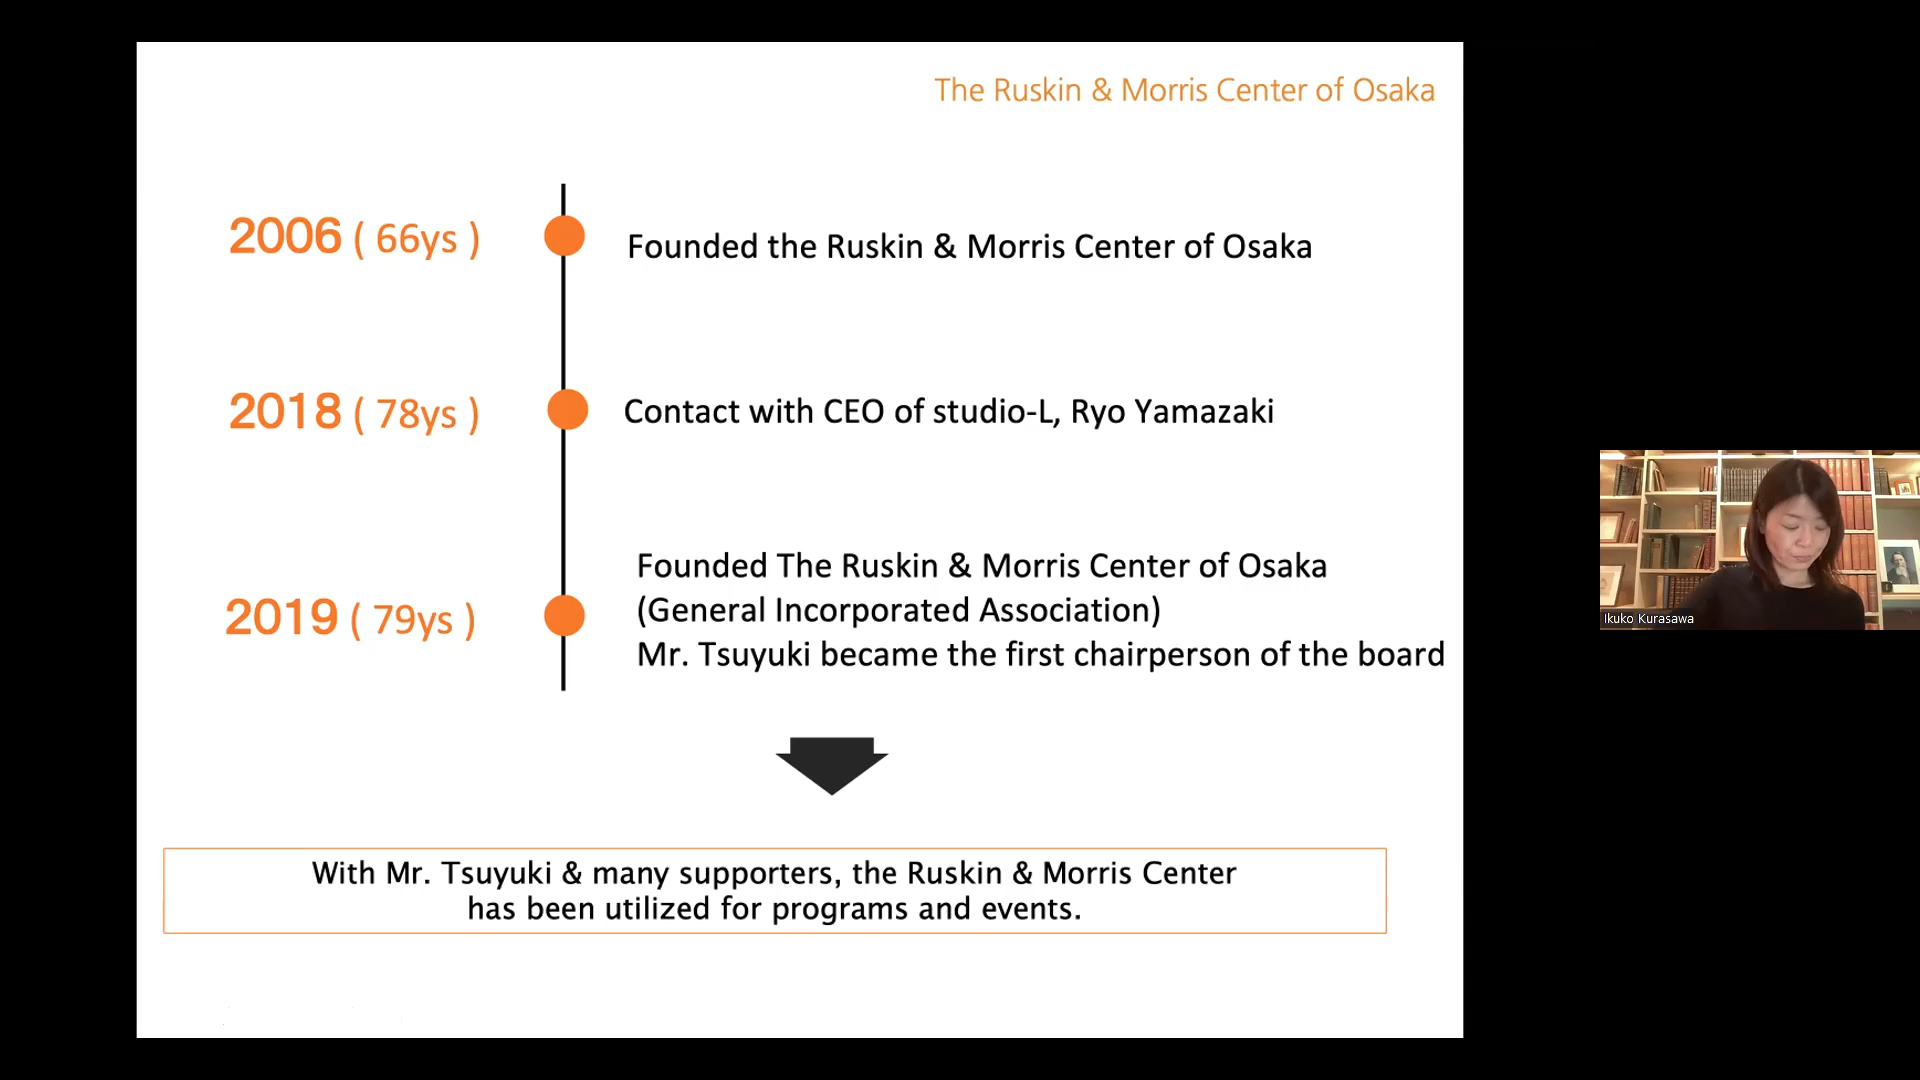 The Ruskin & Morris Center of Osaka
2006 ( 66ys )
Founded the Ruskin & Morris Center of Osaka
2018 ( 78ys )
Contact with CEO of studio-L, Ryo Yamazaki
2019 ( 79ys )
Founded The Ruskin & Morris Center of Osaka
(General Incorporated Association)
Mr. Tsuyuki became the first chairperson of the board
With Mr. Tsuyuki & many supporters, the Ruskin & Morris Center
has been utilized for programs and events.
Ikuko Kurasawa